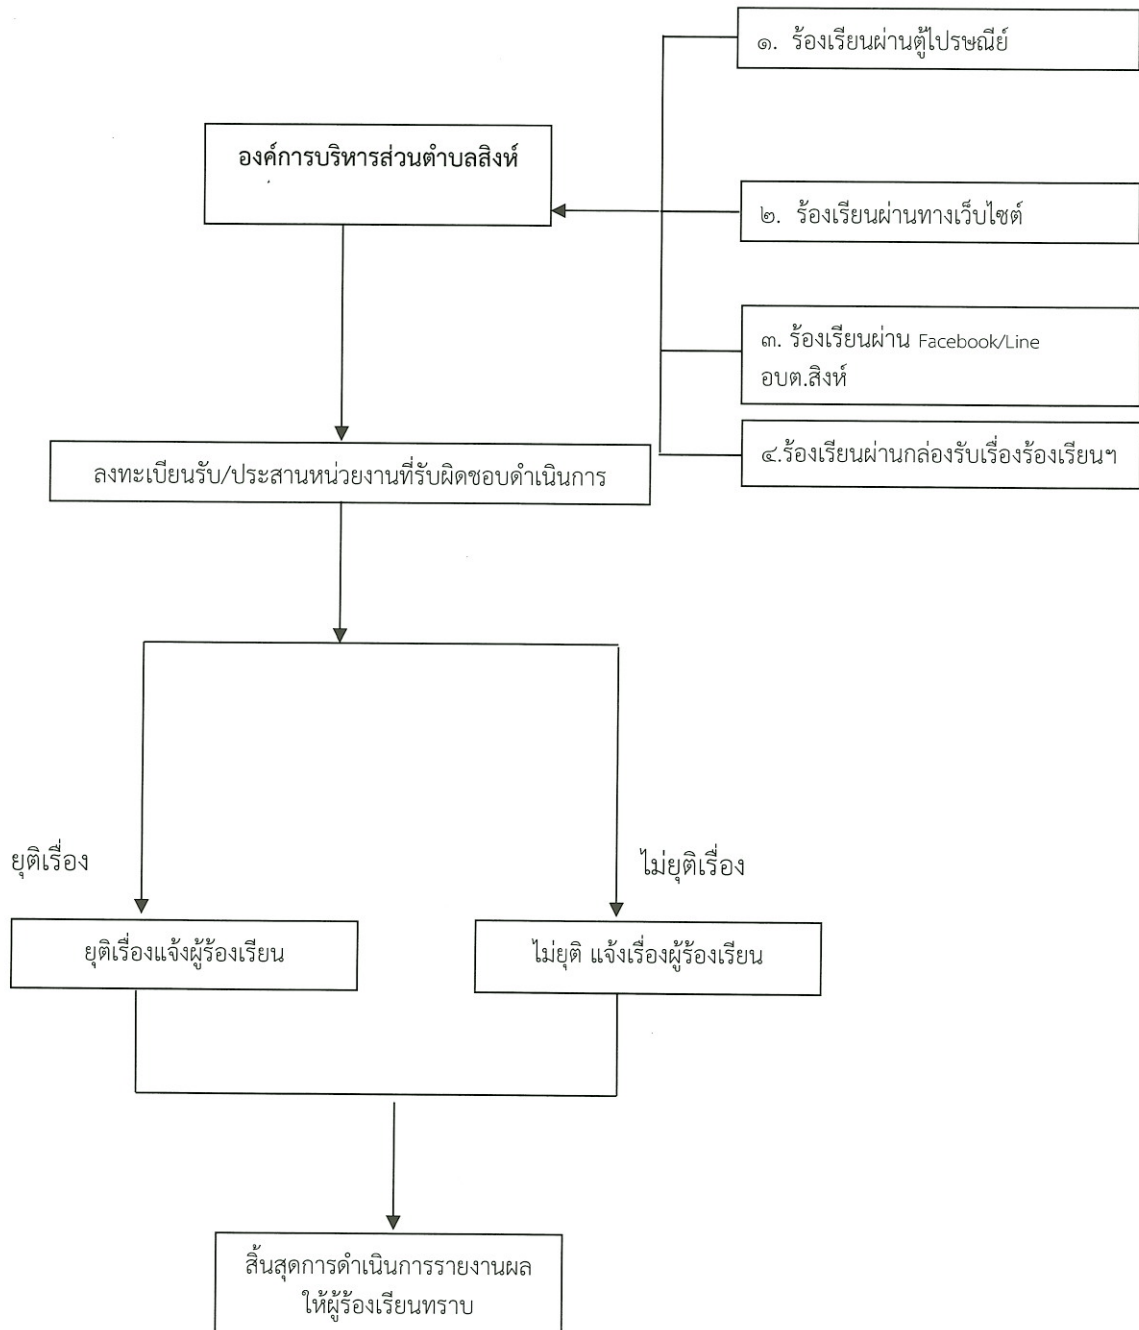 ๑. ร้องเรียนผ่านตู้ไปรษณีย์
องค์การบริหารส่วนตำบลสิงห์
๒. ร้องเรียนผ่านทางเว็บไซต์
๓. ร้องเรียนผ่าน Facebook/Line
อบต.สิงห์
๔.ร้องเรียนผ่านกล่องรับเรื่องร้องเรียนฯ
ลงทะเบียนรับ/ประสานหน่วยงานที่รับผิดชอบดำเนินการ
ยุติเรื่อง
ไม่ยุติเรื่อง
ยุติเรื่องแจ้งผู้ร้องเรียน
ไม่ยุติ แจ้งเรื่องผู้ร้องเรียน
สิ้นสุดการดำเนินการรายงานผล
ให้ผู้ร้องเรียนทราบ